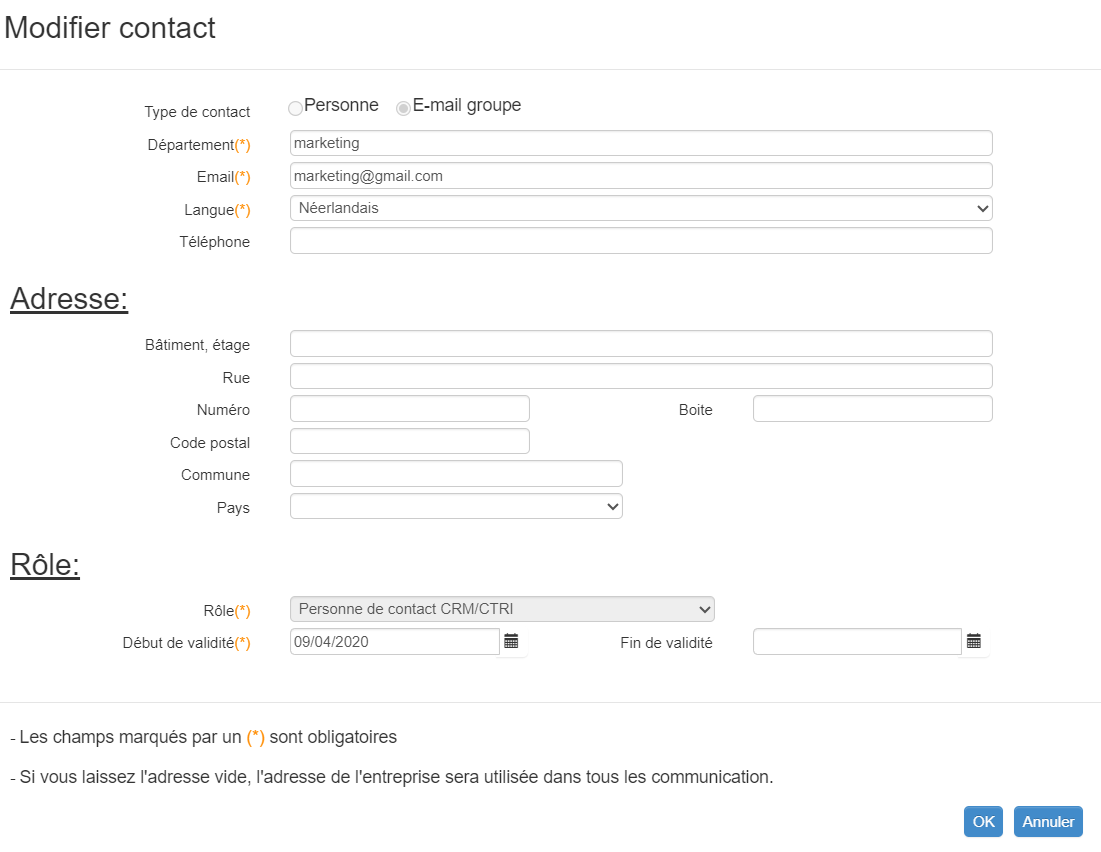 Modifier contact
Type de contact Personne E-mail groupe
Département(*) marketing
Email(*) marketing@gmail.com
Langue(*) Néerlandais
Téléphone
Adresse:
Bâtiment, étage
Rue
Numéro Boite
Code postal
Commune
Pays
Rôle:
Rôle(*) Personne de contact CRM/CTRI
Début de validité(*) 09/04/2020 Fin de validité
- Les champs marqués par un (*) sont obligatoires
- Si vous laissez l'adresse vide, l'adresse de l'entreprise sera utilisée dans tous les communication.
OK Annuler